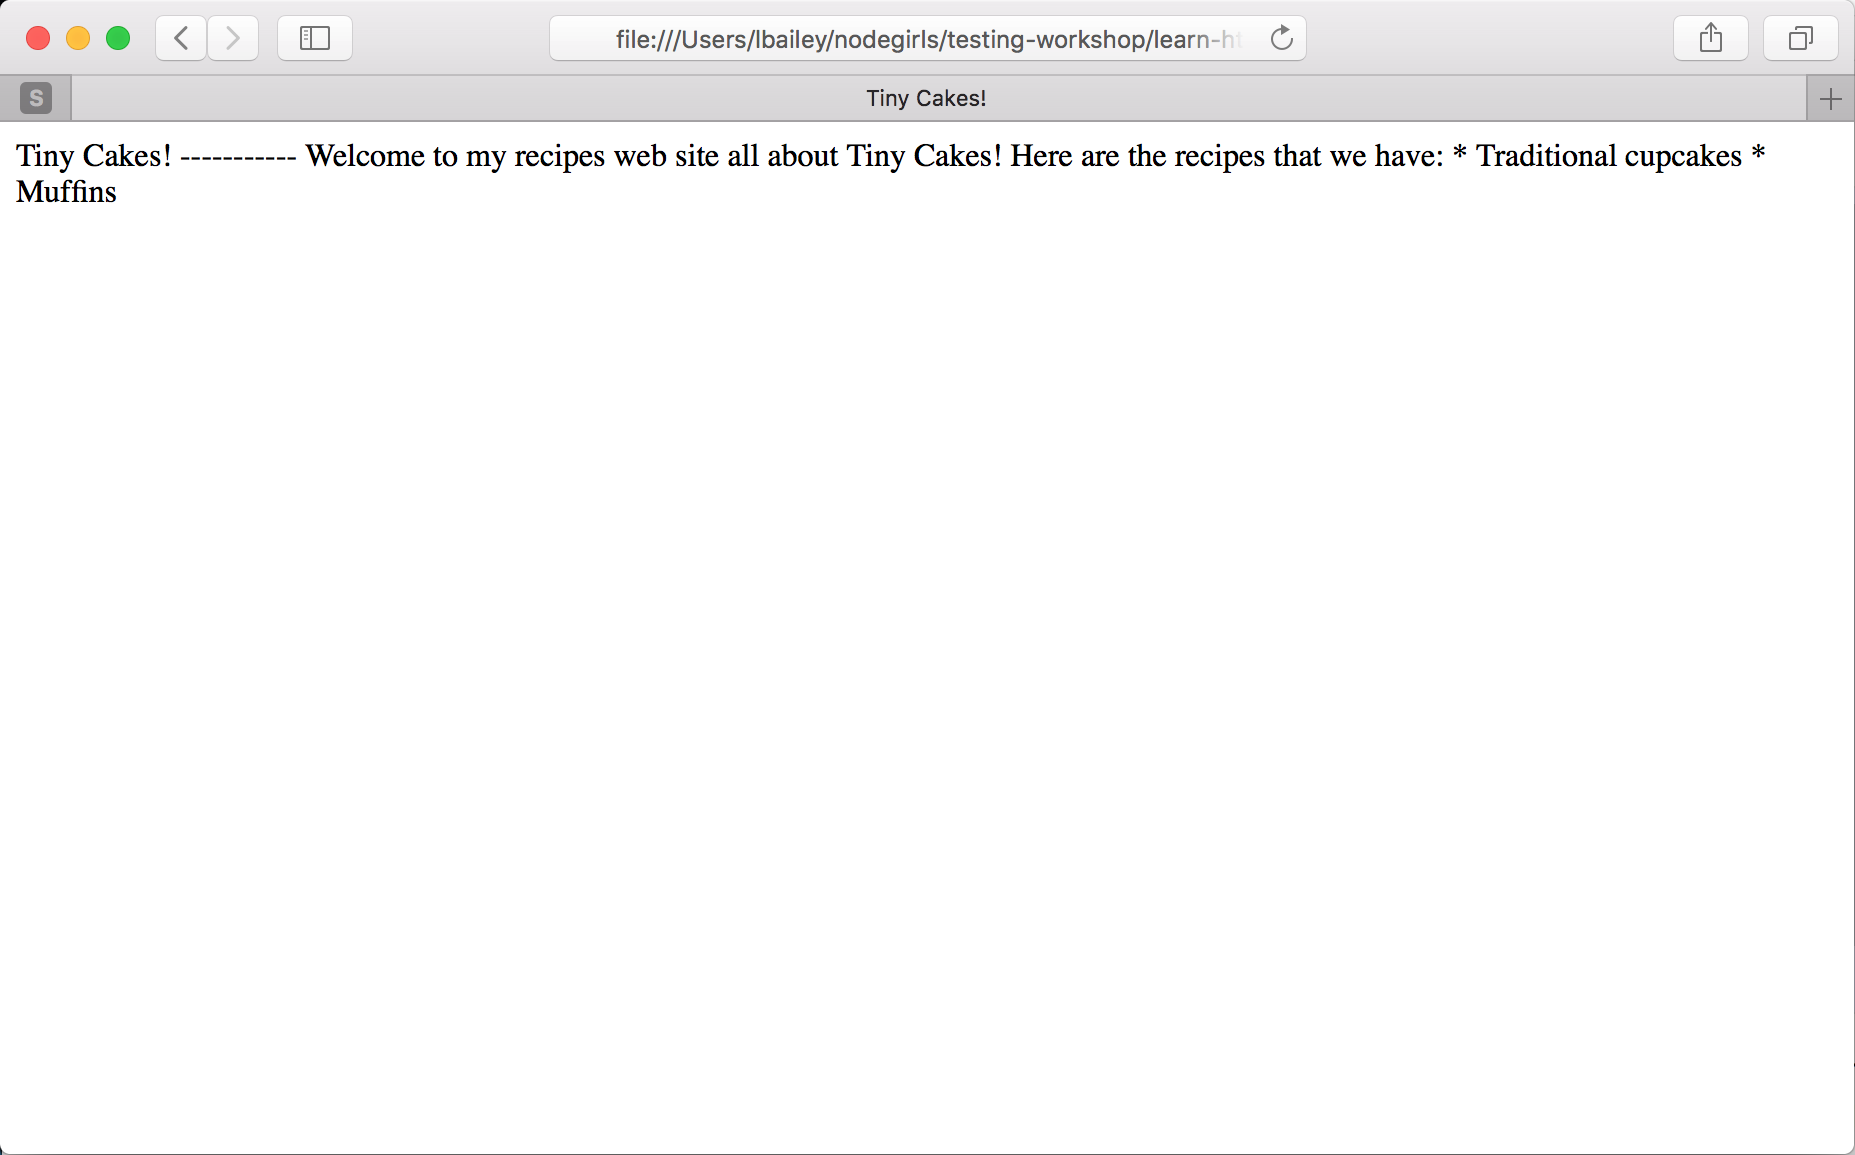 file:///Users/lbailey/nodegirls/testing-workshop/learn-ht
S
Tiny Cakes!
Tiny Cakes! ----------- Welcome to my recipes web site all about Tiny Cakes! Here are the recipes that we have: * Traditional cupcakes *
Muffins